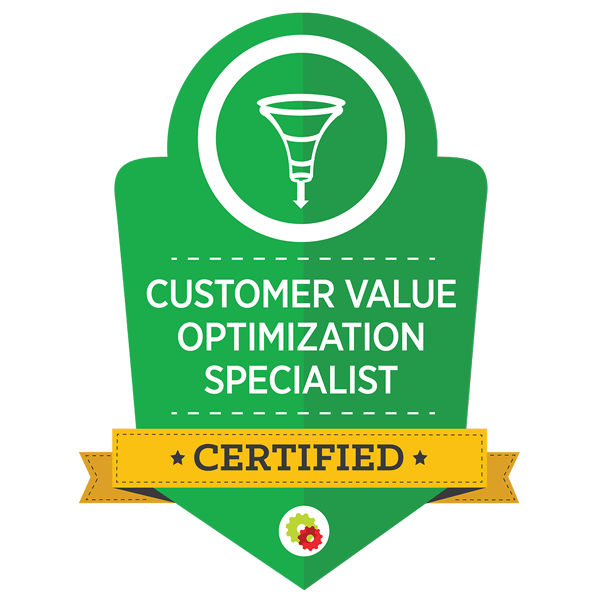 CUSTOMER VALUE
OPTIMIZATION
SPECIALIST
CERTIFIED